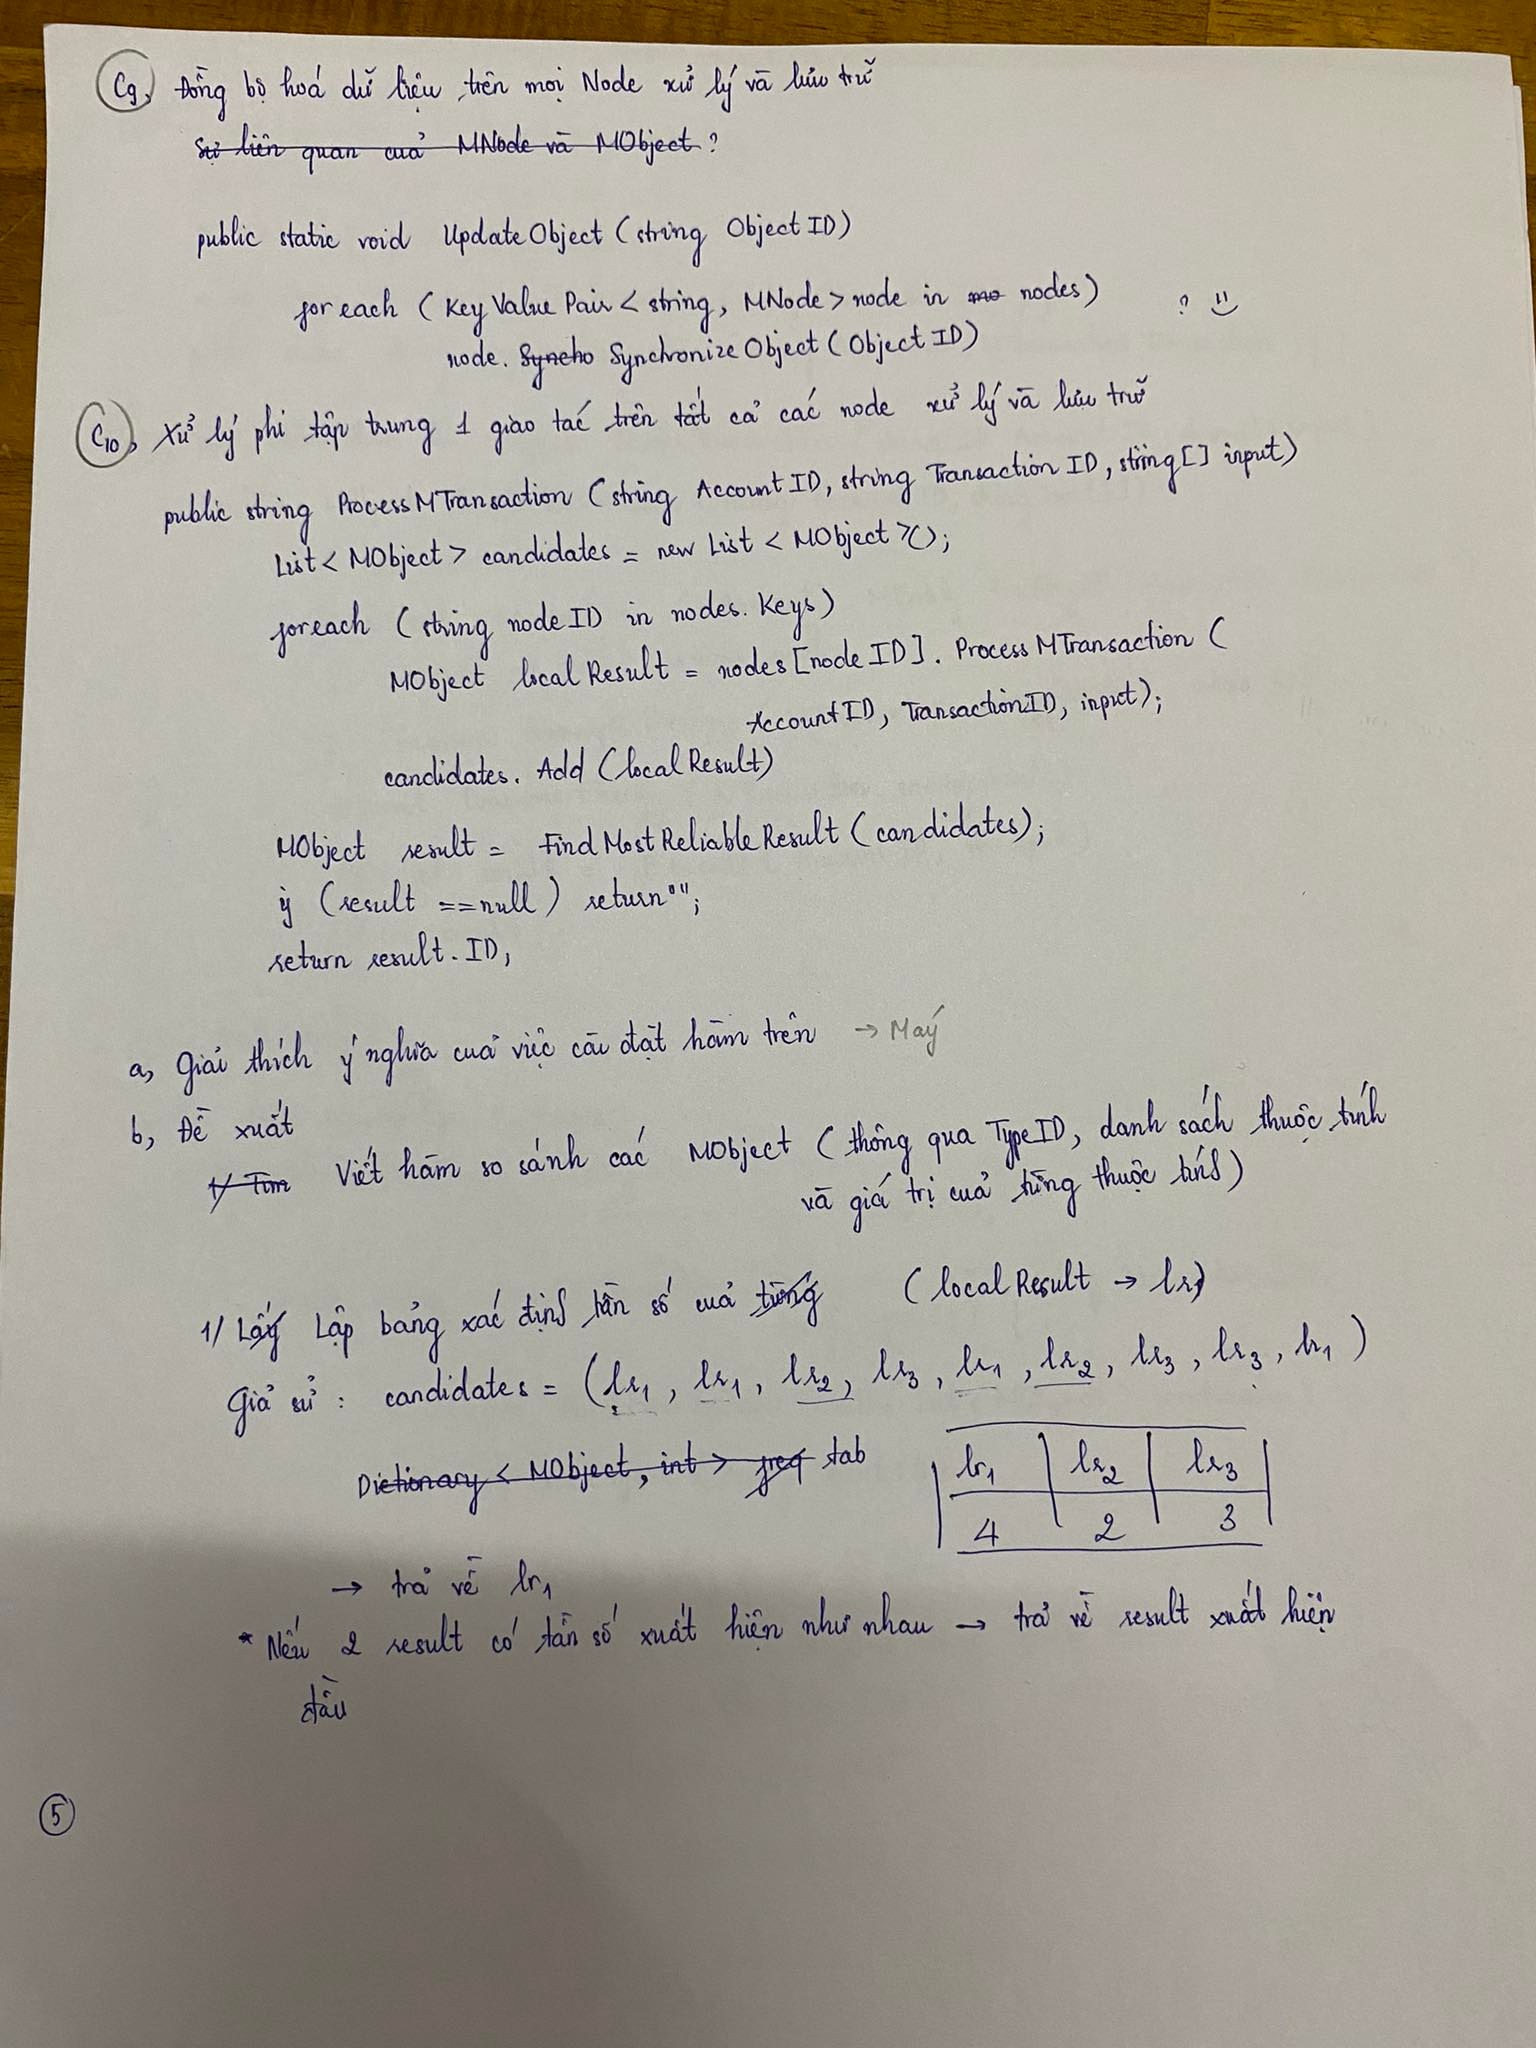 C9, Đồng bộ hoá dữ liệu trên mọi Node xử lý và lưu trữ
Sự liên quan của MNode và MObject ?
public static void UpdateObject (string ObjectID)
foreach (KeyValuePair < string, MNode > node in mo nodes) ?
node. Syncho SynchronizeObject (ObjectID)
C10, Xử lý phi tập trung 1 giao tác trên tất cả các node xử lý và lưu trữ
public string ProcessMTransaction (string AccountID, string TransactionID, string[] input)
List < MObject > candidates = new List < MObject >();
foreach (string nodeID in nodes.Keys)
MObject localResult = nodes [nodeID]. ProcessMTransaction (
AccountID, TransactionID, input);
candidates. Add (localResult)
MObject result = FindMostReliableResult (candidates);
if (result == null) return "";
return result. ID,
a, Giải thích ý nghĩa của việc cài đặt hàm trên → Máy
b, Đề xuất
1/ Tìm Viết hàm so sánh các MObject (thông qua TypeID, danh sách thuộc tính
và giá trị của từng thuộc tính)
1/ Lấy Lập bảng xác định tần số của từng (localResult → lr)
Giả sử : candidates = (lr1, lr1, lr2, lr3, lr1, lr2, lr3, lr3, lr1)
Dictionary < MObject, int > freq tab
lr1 lr2 lr3
4 2 3
→ trả về lr1
* Nếu 2 result có tần số xuất hiện như nhau → trả về result xuất hiện
đầu
5